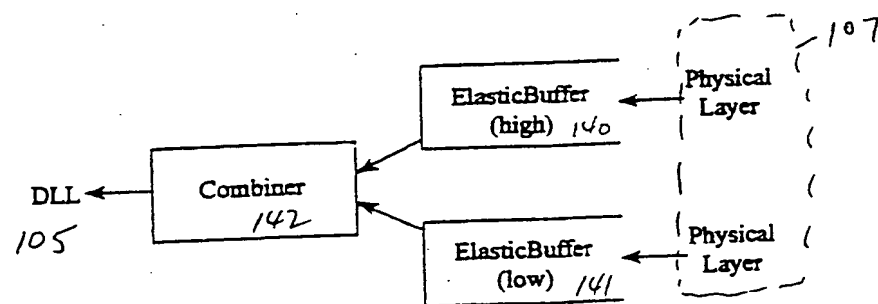 107
Physical
Layer
ElasticBuffer
(high) 140
Combiner
142
DLL
105
ElasticBuffer
(low) 141
Physical
Layer